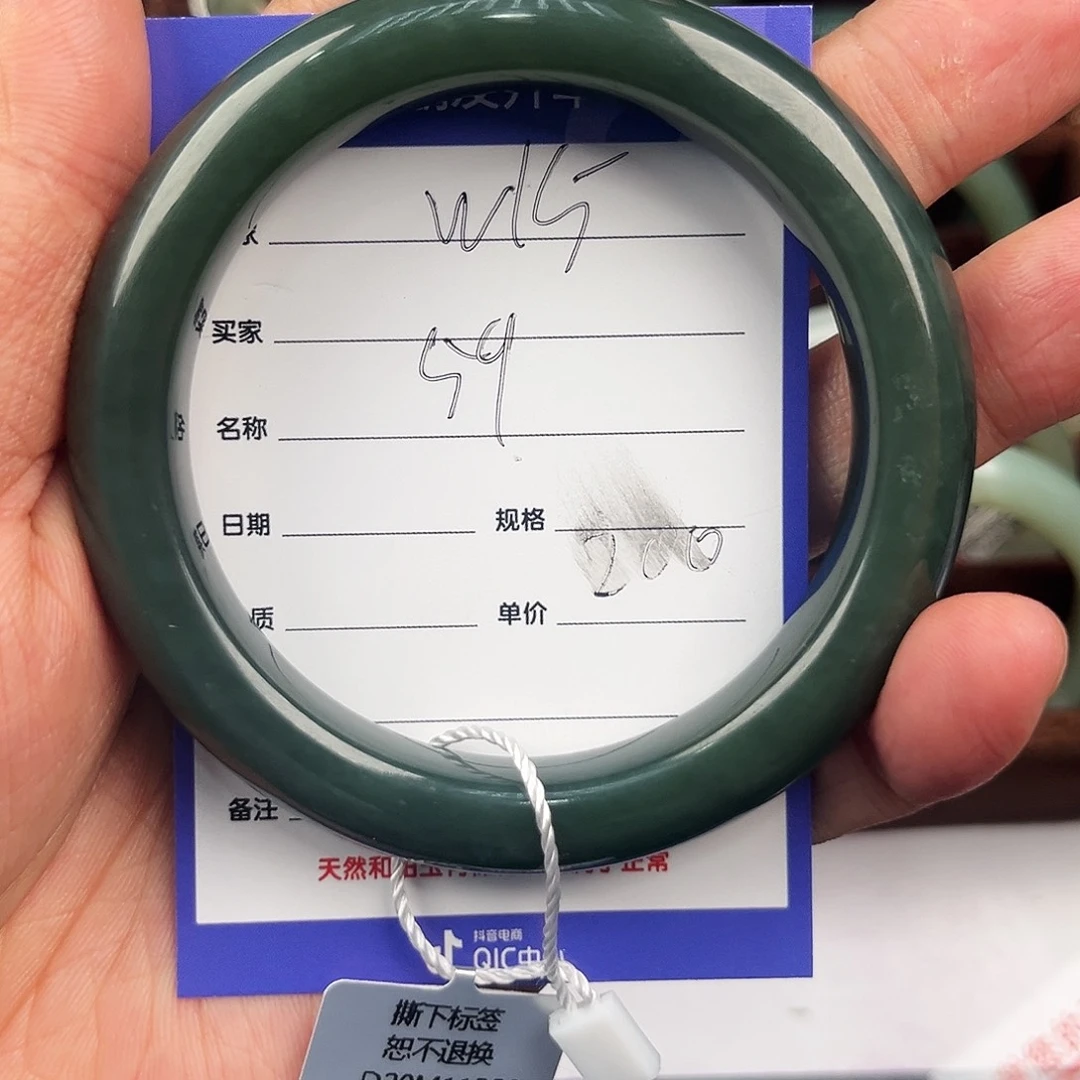 W15
买家
59
名称
日期
规格
200
质
单价
备注
天然和
正常
抖音电商
QIC中
撕下标签
恕不退换